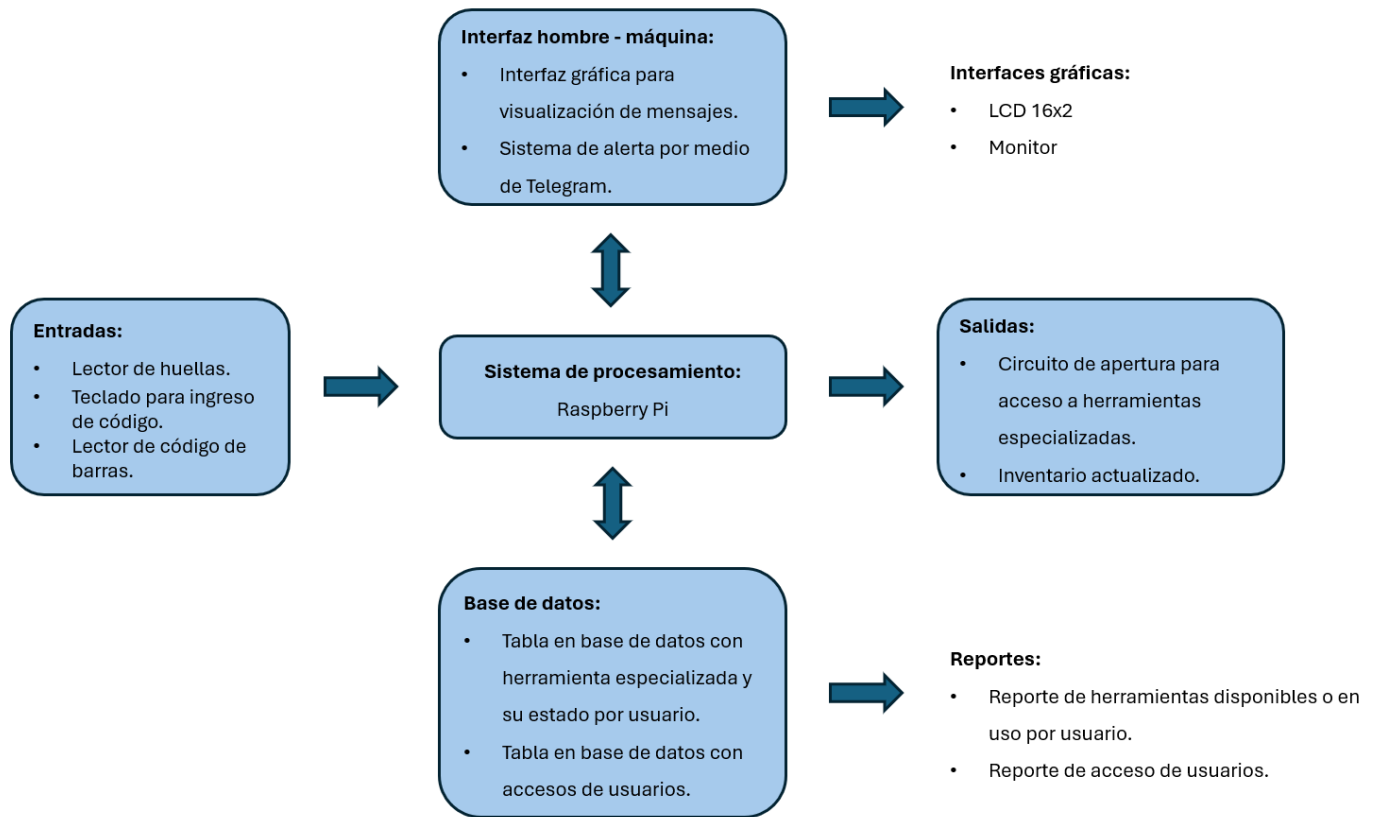 Interfaz hombre - máquina:
• Interfaz gráfica para
visualización de mensajes.
• Sistema de alerta por medio
de Telegram.
Interfaces gráficas:
• LCD 16x2
• Monitor
Entradas:
• Lector de huellas.
• Teclado para ingreso
de código.
• Lector de código de
barras.
Sistema de procesamiento:
Raspberry Pi
Salidas:
• Circuito de apertura para
acceso a herramientas
especializadas.
• Inventario actualizado.
Base de datos:
• Tabla en base de datos con
herramienta especializada y
su estado por usuario.
• Tabla en base de datos con
accesos de usuarios.
Reportes:
• Reporte de herramientas disponibles o en
uso por usuario.
• Reporte de acceso de usuarios.